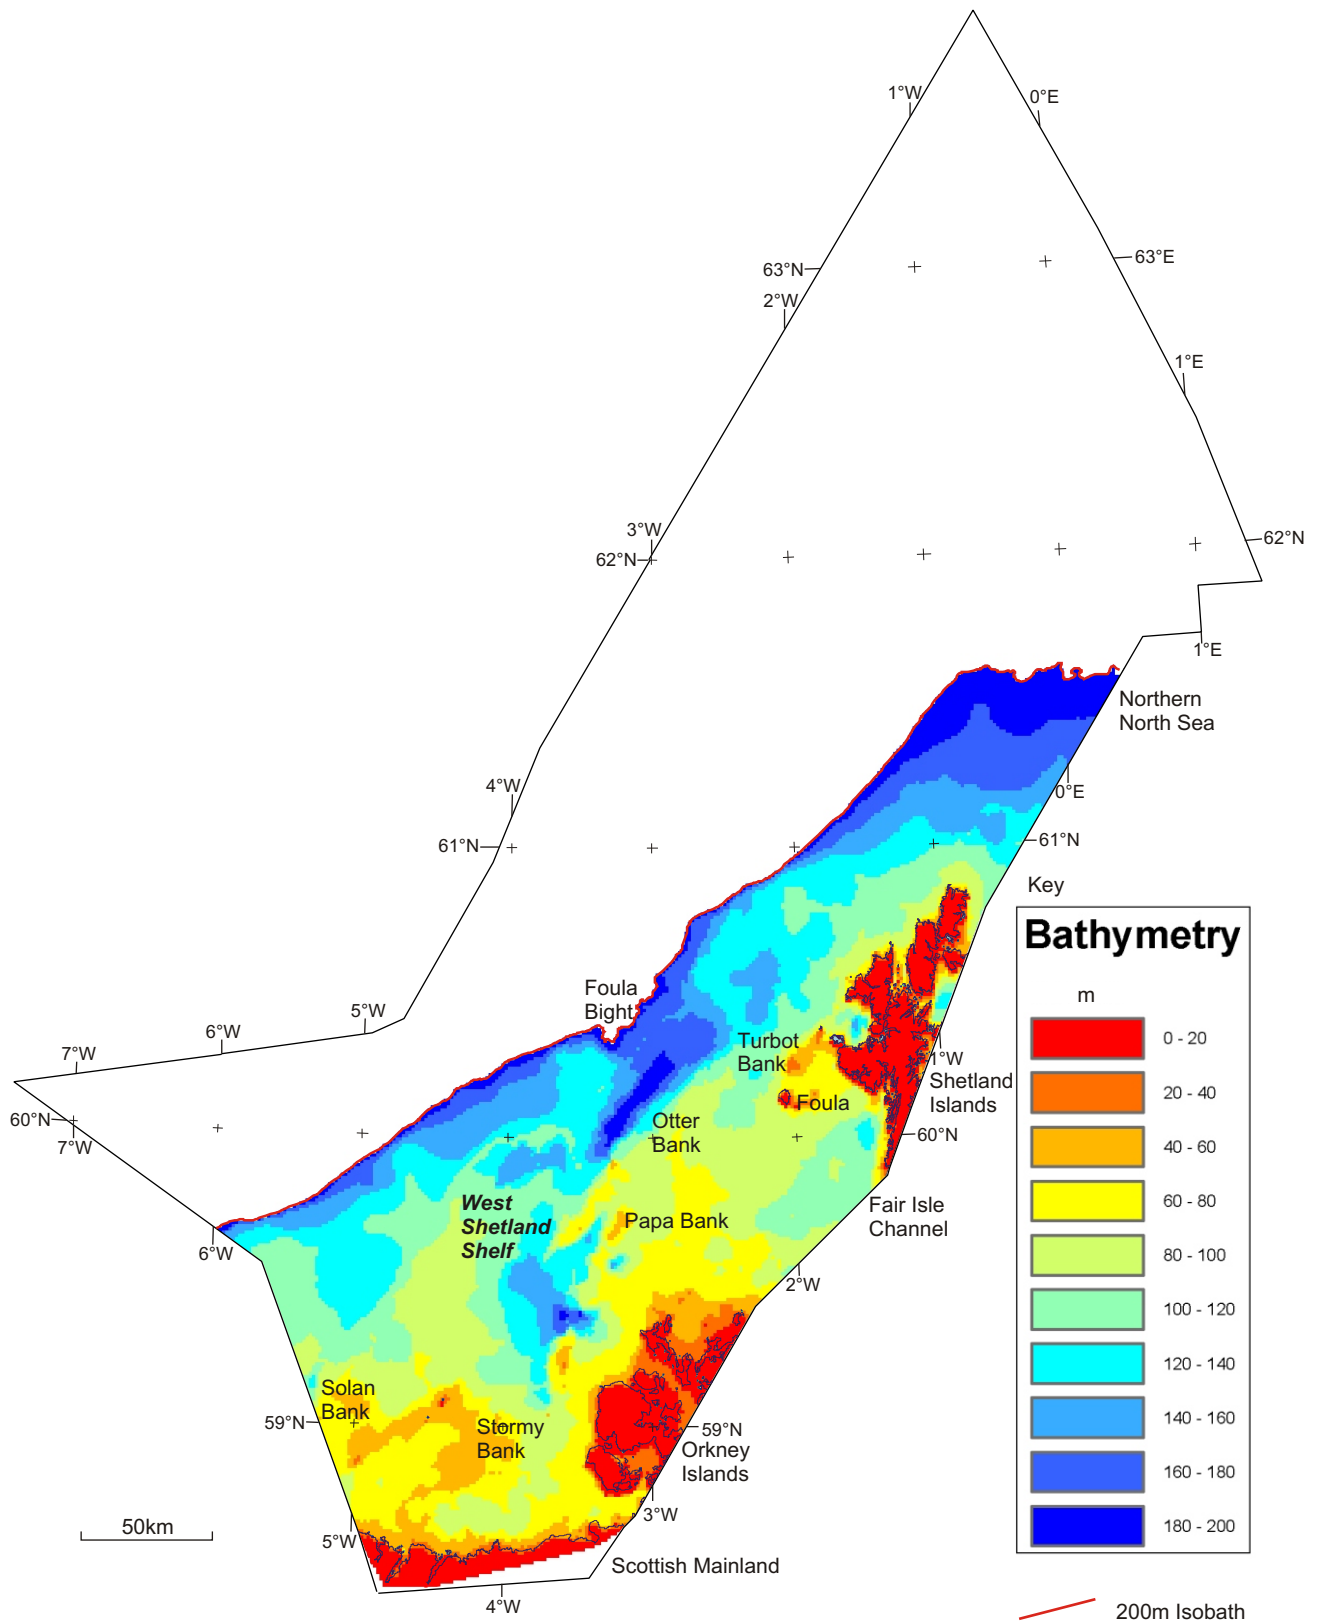 1°W
0°E
63°N
63°E
2°W
1°E
3°W
62°N
62°N
1°E
Northern
North Sea
4°W
0°E
61°N
61°N
Key
Bathymetry
m
0 - 20
20 - 40
40 - 60
60 - 80
80 - 100
100 - 120
120 - 140
140 - 160
160 - 180
180 - 200
200m Isobath
Foula
Bight
5°W
6°W
7°W
Turbot
Bank
1°W
Shetland
Islands
Foula
60°N
7°W
Otter
Bank
60°N
West
Shetland
Shelf
Papa Bank
Fair Isle
Channel
6°W
2°W
Solan
Bank
59°N
Stormy
Bank
59°N
Orkney
Islands
3°W
50km
5°W
Scottish Mainland
4°W